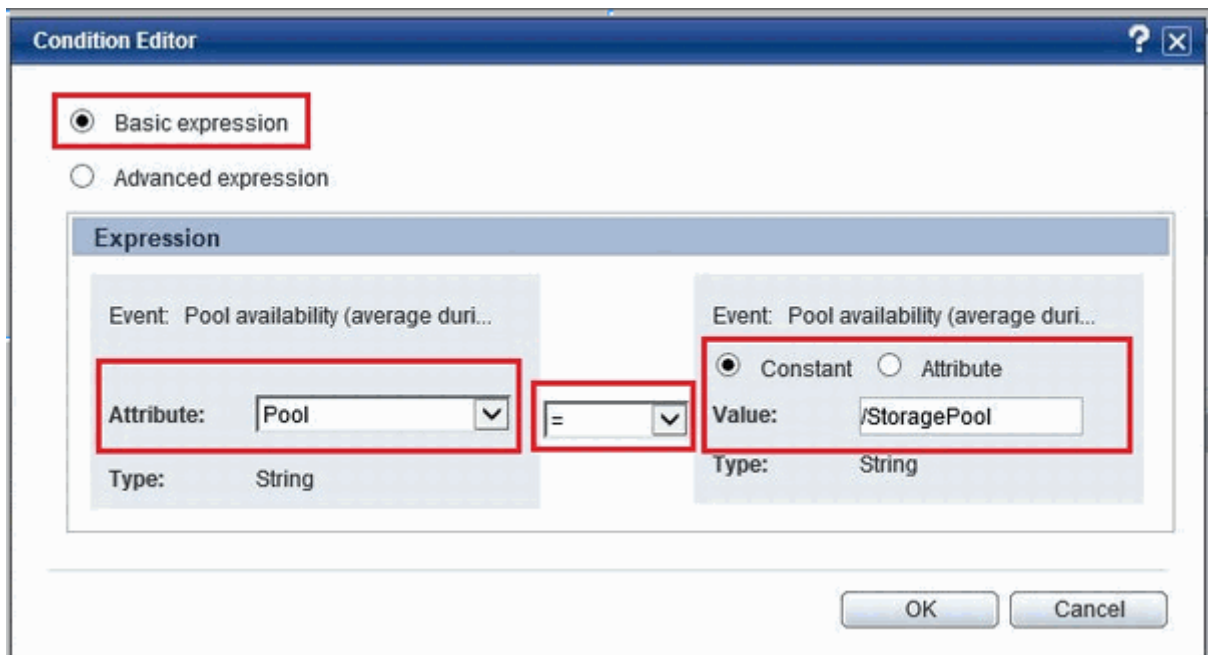 Condition Editor ?
Basic expression
Advanced expression
Expression
Event: Pool availability (average duri...
Attribute: Pool
Type: String
=
Event: Pool availability (average duri...
Constant Attribute
Value: /StoragePool
Type: String
OK Cancel